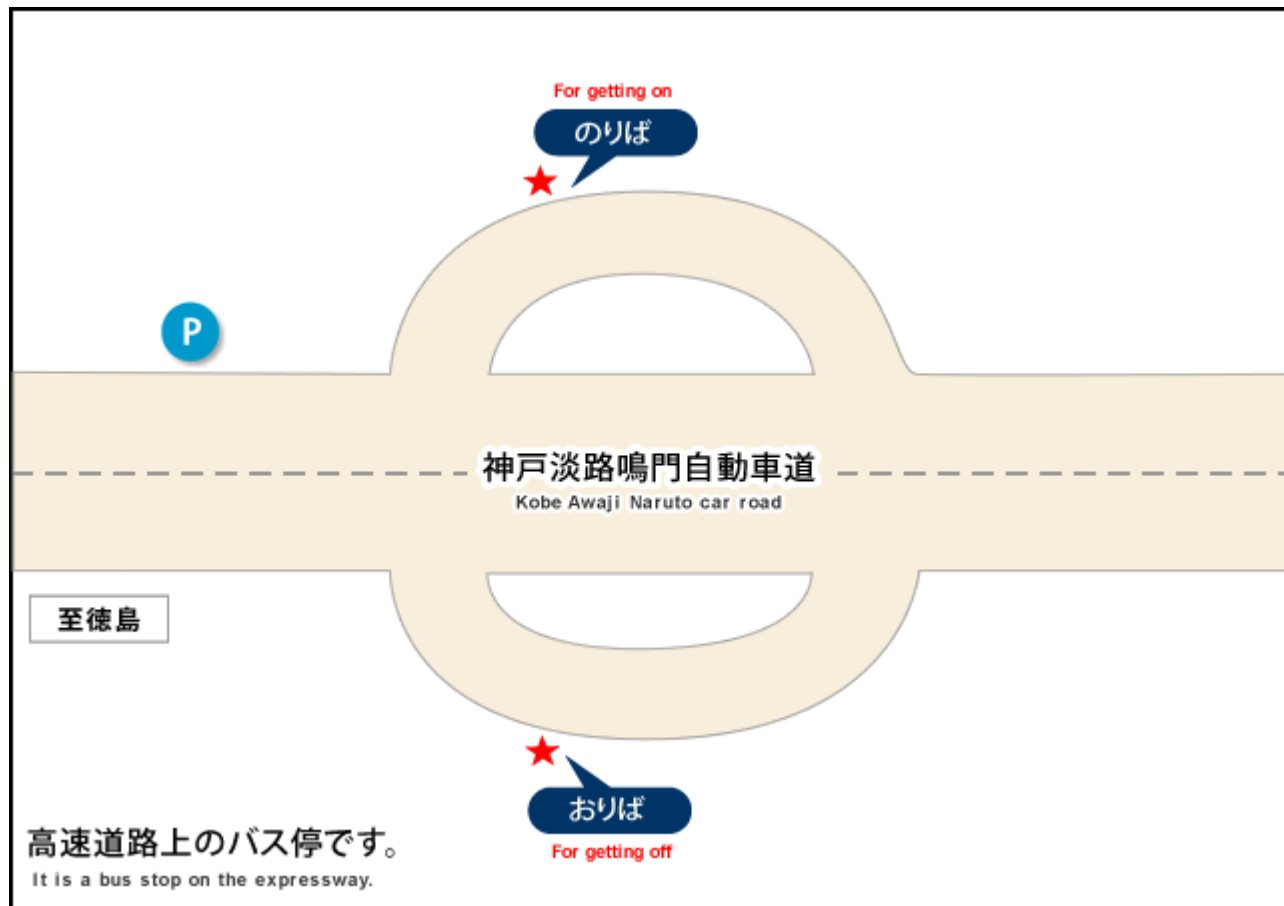 For getting on
のりば
P
神戸淡路鳴門自動車道
Kobe Awaji Naruto car road
至徳島
おりば
For getting off
高速道路上のバス停です。
It is a bus stop on the expressway.